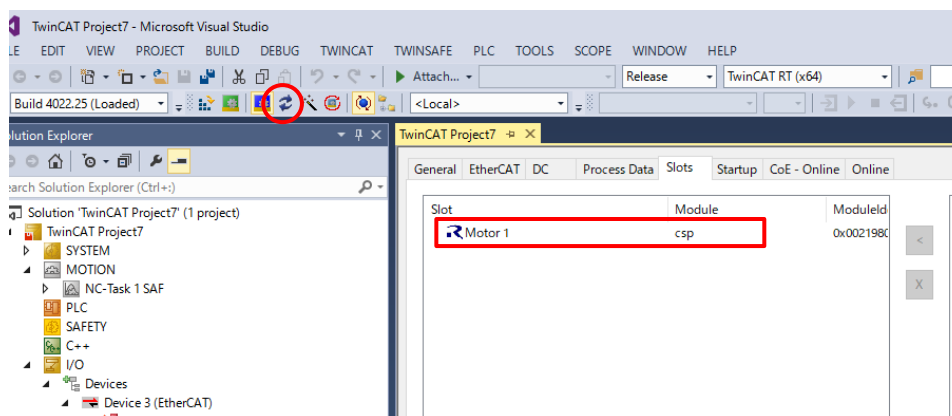 TwinCAT Project7 - Microsoft Visual Studio
LE EDIT VIEW PROJECT BUILD DEBUG TWINCAT TWINSAFE PLC TOOLS SCOPE WINDOW HELP
Attach... Release TwinCAT RT (x64)
Build 4022.25 (Loaded) <Local>
olution Explorer
TwinCAT Project7
General EtherCAT DC Process Data Slots Startup CoE - Online Online
earch Solution Explorer (Ctrl+:)
Slot Module ModuleId
Solution 'TwinCAT Project7' (1 project)
Motor 1 csp 0x002198(
TwinCAT Project7
<
SYSTEM
MOTION
X
NC-Task 1 SAF
PLC
SAFETY
C++
I/O
Devices
Device 3 (EtherCAT)